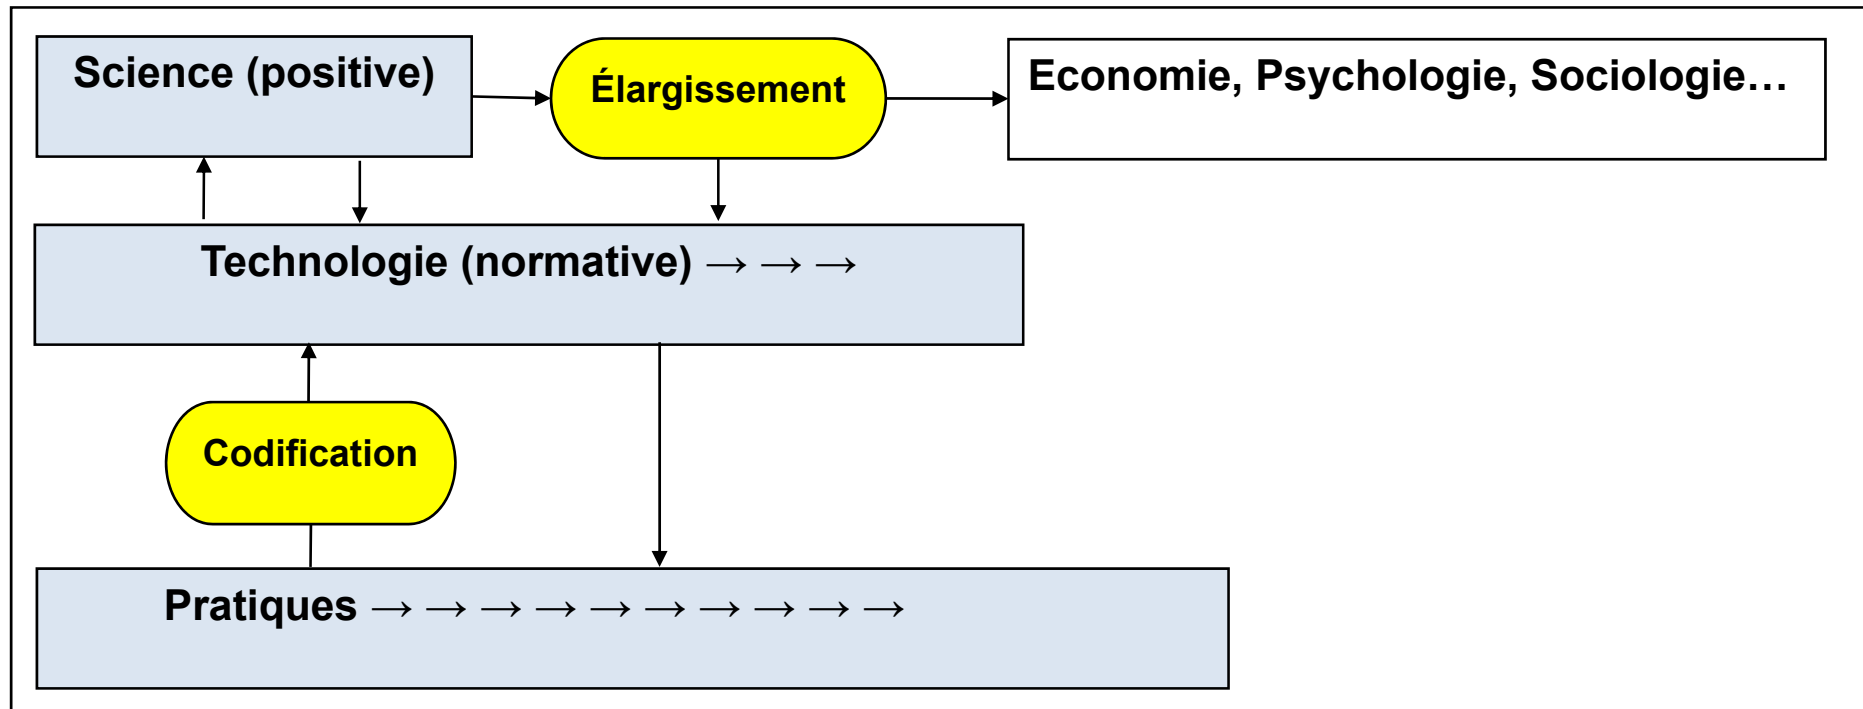 Science (positive)
Élargissement
Economie, Psychologie, Sociologie…
Technologie (normative) → → →
Codification
Pratiques → → → → → → → → → →